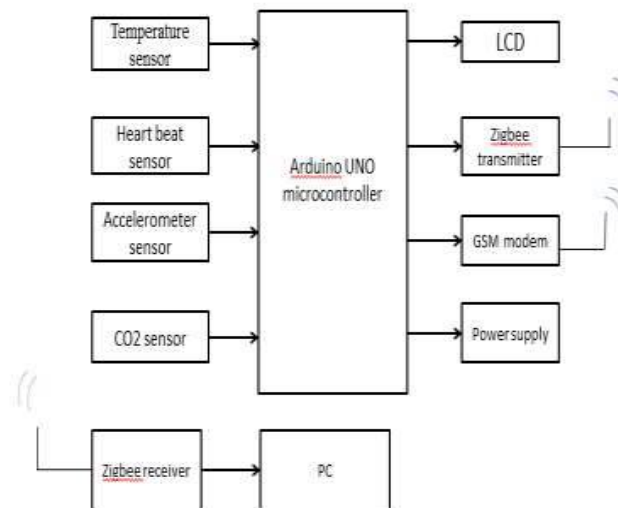 Temperature
sensor
Heart beat
sensor
Accelerometer
sensor
CO2 sensor
Arduino UNO
microcontroller
LCD
Zigbee
transmitter
GSM modem
Power supply
Zigbee receiver
PC